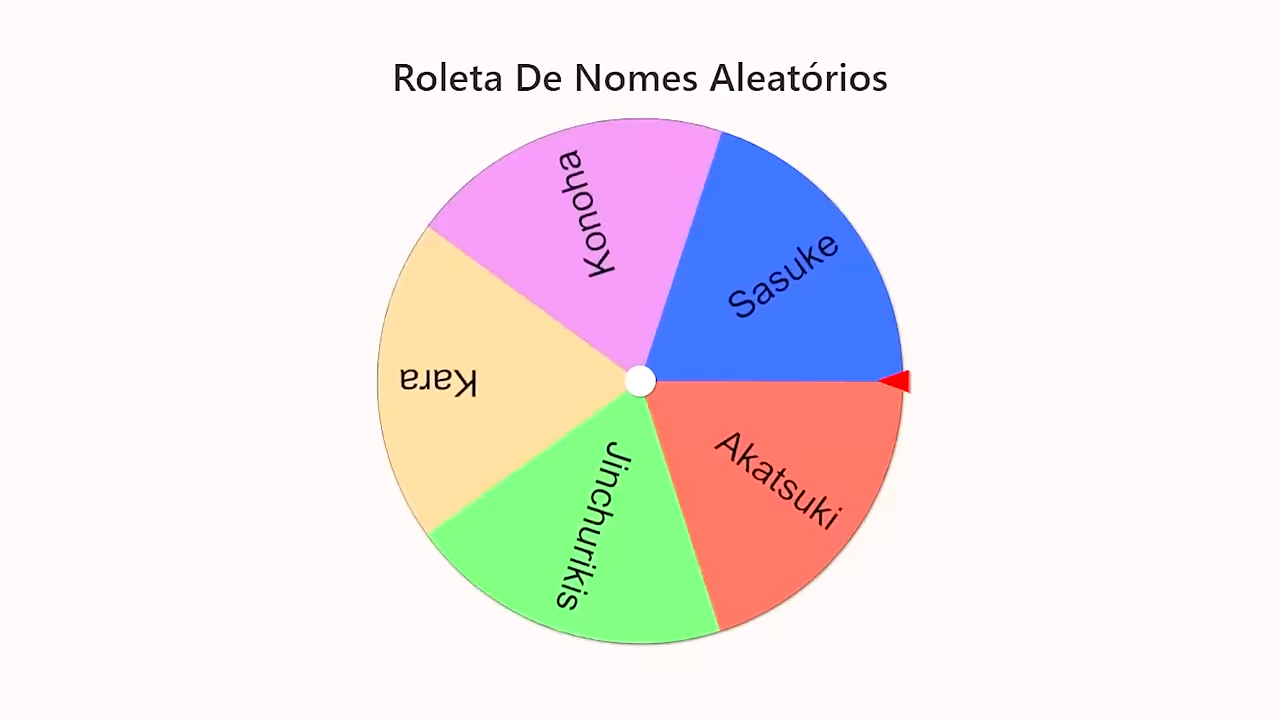 Roleta De Nomes Aleatórios
Konoha
Sasuke
Kara
Akatsuki
Jinchurikis